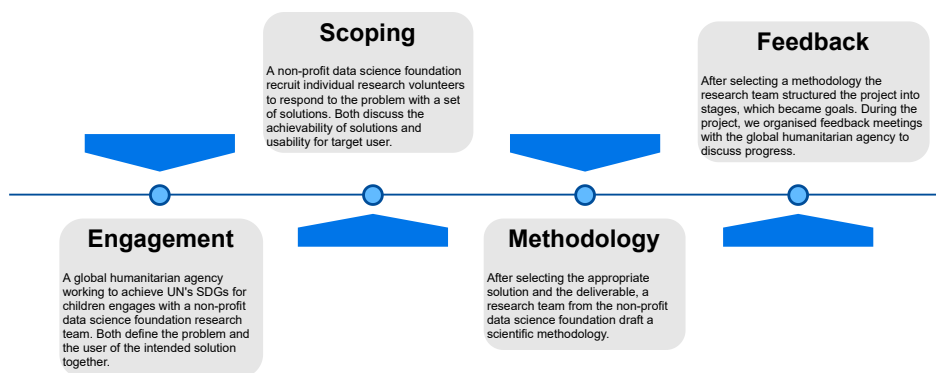 Engagement
A global humanitarian agency
working to achieve UN's SDGs for
children engages with a non-profit
data science foundation research
team. Both define the problem and
the user of the intended solution
together.
Scoping
A non-profit data science foundation
recruit individual research volunteers
to respond to the problem with a set
of solutions. Both discuss the
achievability of solutions and
usability for target user.
Methodology
After selecting the appropriate
solution and the deliverable, a
research team from the non-profit
data science foundation draft a
scientific methodology.
Feedback
After selecting a methodology the
research team structured the project into
stages, which became goals. During the
project, we organised feedback meetings
with the global humanitarian agency to
discuss progress.